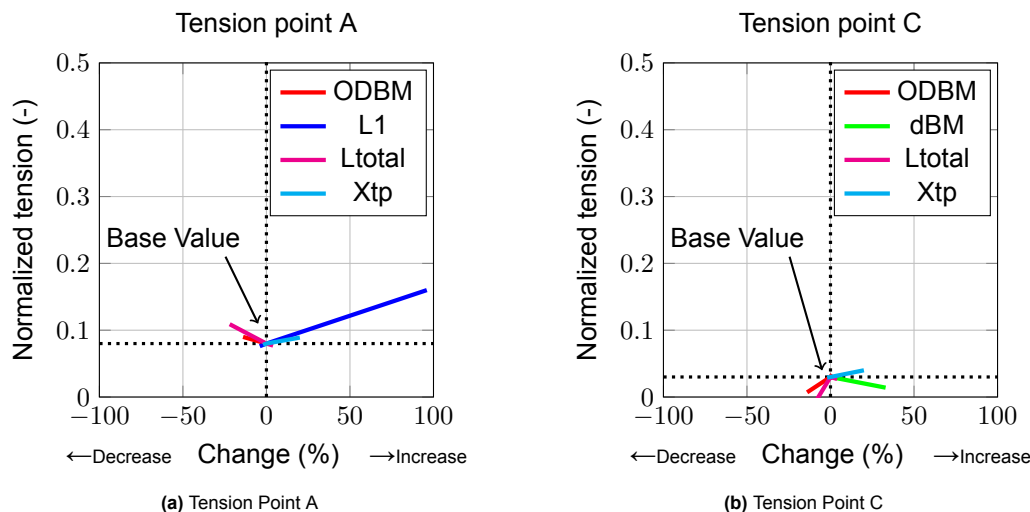 Tension point A
Normalized tension (-)
0.5
0.4
0.3
0.2
0.1
0
ODBM
L1
Ltotal
Xtp
Base Value
−100
−50
0
50
100
←Decrease
Change (%)
→Increase
(a) Tension Point A
Tension point C
Normalized tension (-)
0.5
0.4
0.3
0.2
0.1
0
ODBM
dBM
Ltotal
Xtp
Base Value
−100
−50
0
50
100
←Decrease
Change (%)
→Increase
(b) Tension Point C